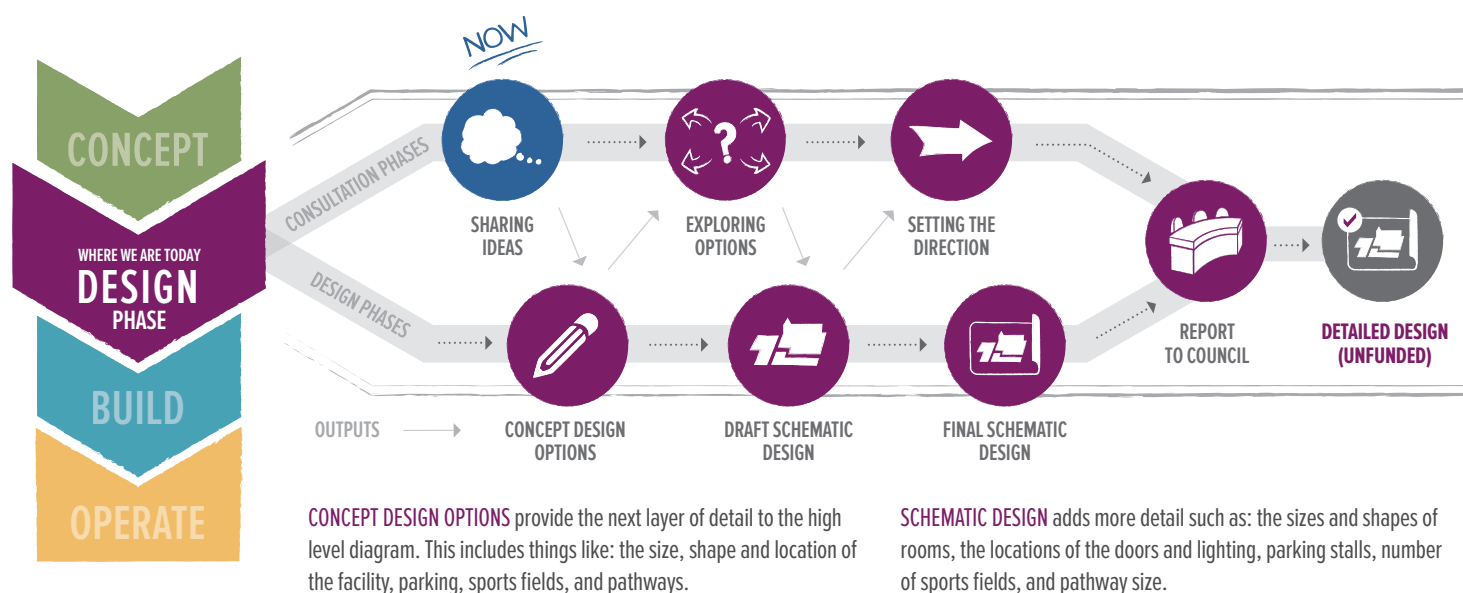 NOW
CONCEPT
WHERE WE ARE TODAY
DESIGN
PHASE
BUILD
OPERATE
CONSULTATION PHASES
SHARING
IDEAS
?
EXPLORING
OPTIONS
SETTING THE
DIRECTION
DESIGN PHASES
REPORT
TO COUNCIL
DETAILED DESIGN
(UNFUNDED)
OUTPUTS
CONCEPT DESIGN
OPTIONS
DRAFT SCHEMATIC
DESIGN
FINAL SCHEMATIC
DESIGN
CONCEPT DESIGN OPTIONS provide the next layer of detail to the high
level diagram. This includes things like: the size, shape and location of
the facility, parking, sports fields, and pathways.
SCHEMATIC DESIGN adds more detail such as: the sizes and shapes of
rooms, the locations of the doors and lighting, parking stalls, number
of sports fields, and pathway size.